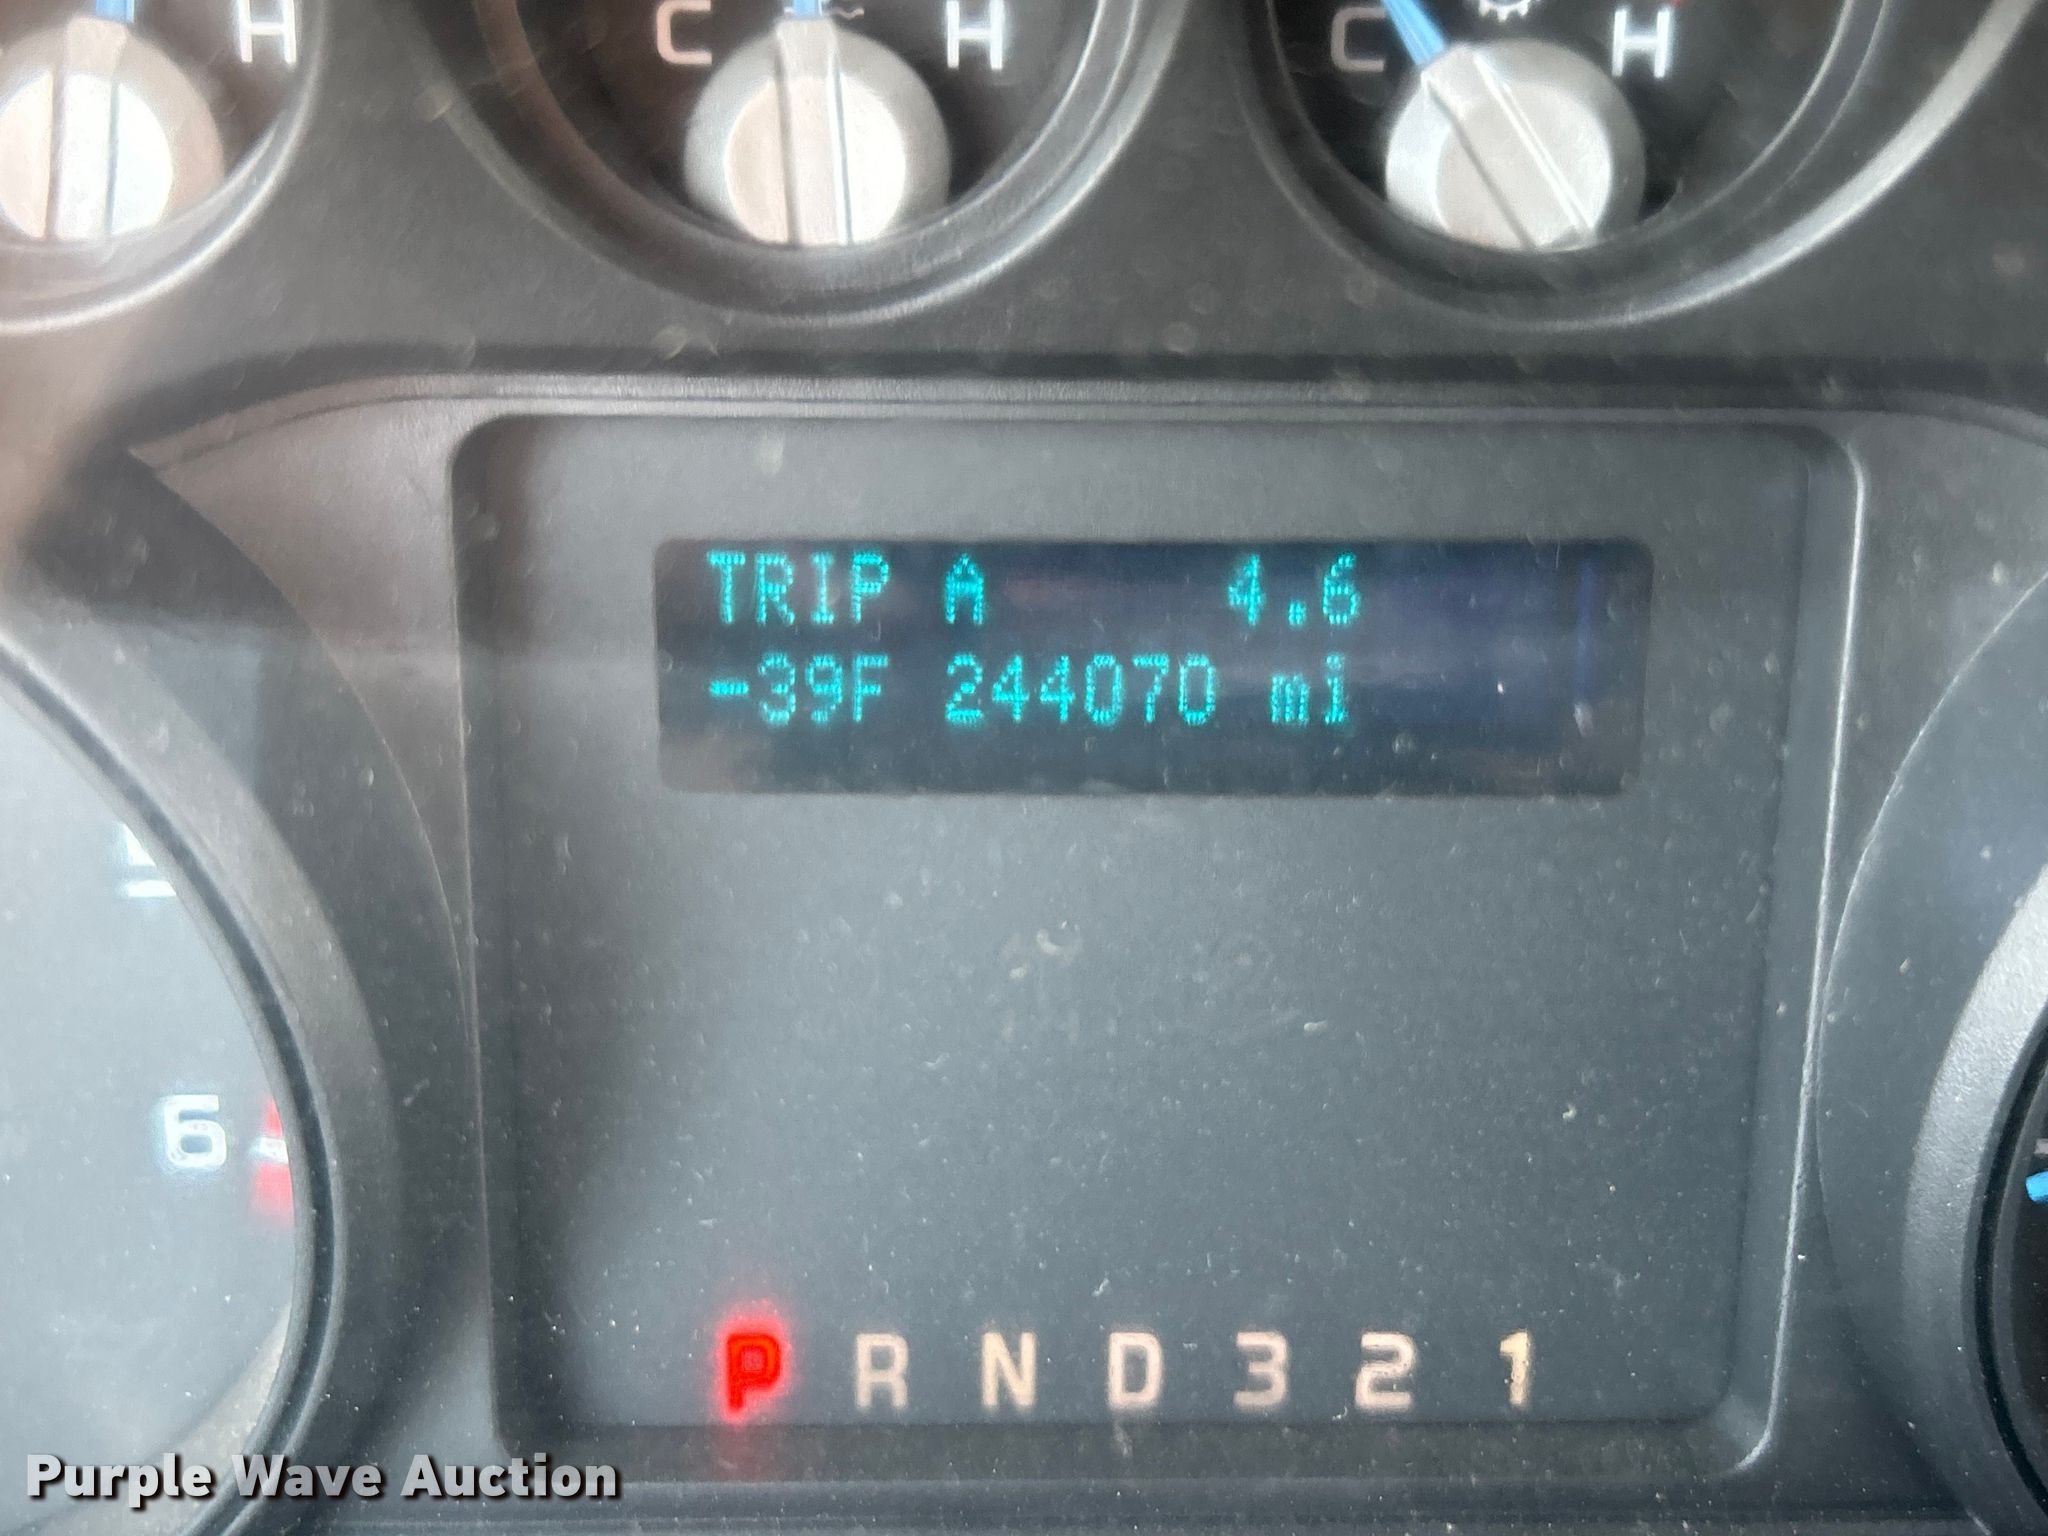 H
C H
C H
TRIP A 4.6
-39F 244070 mi
6
P R N D 3 2 1
Purple Wave Auction